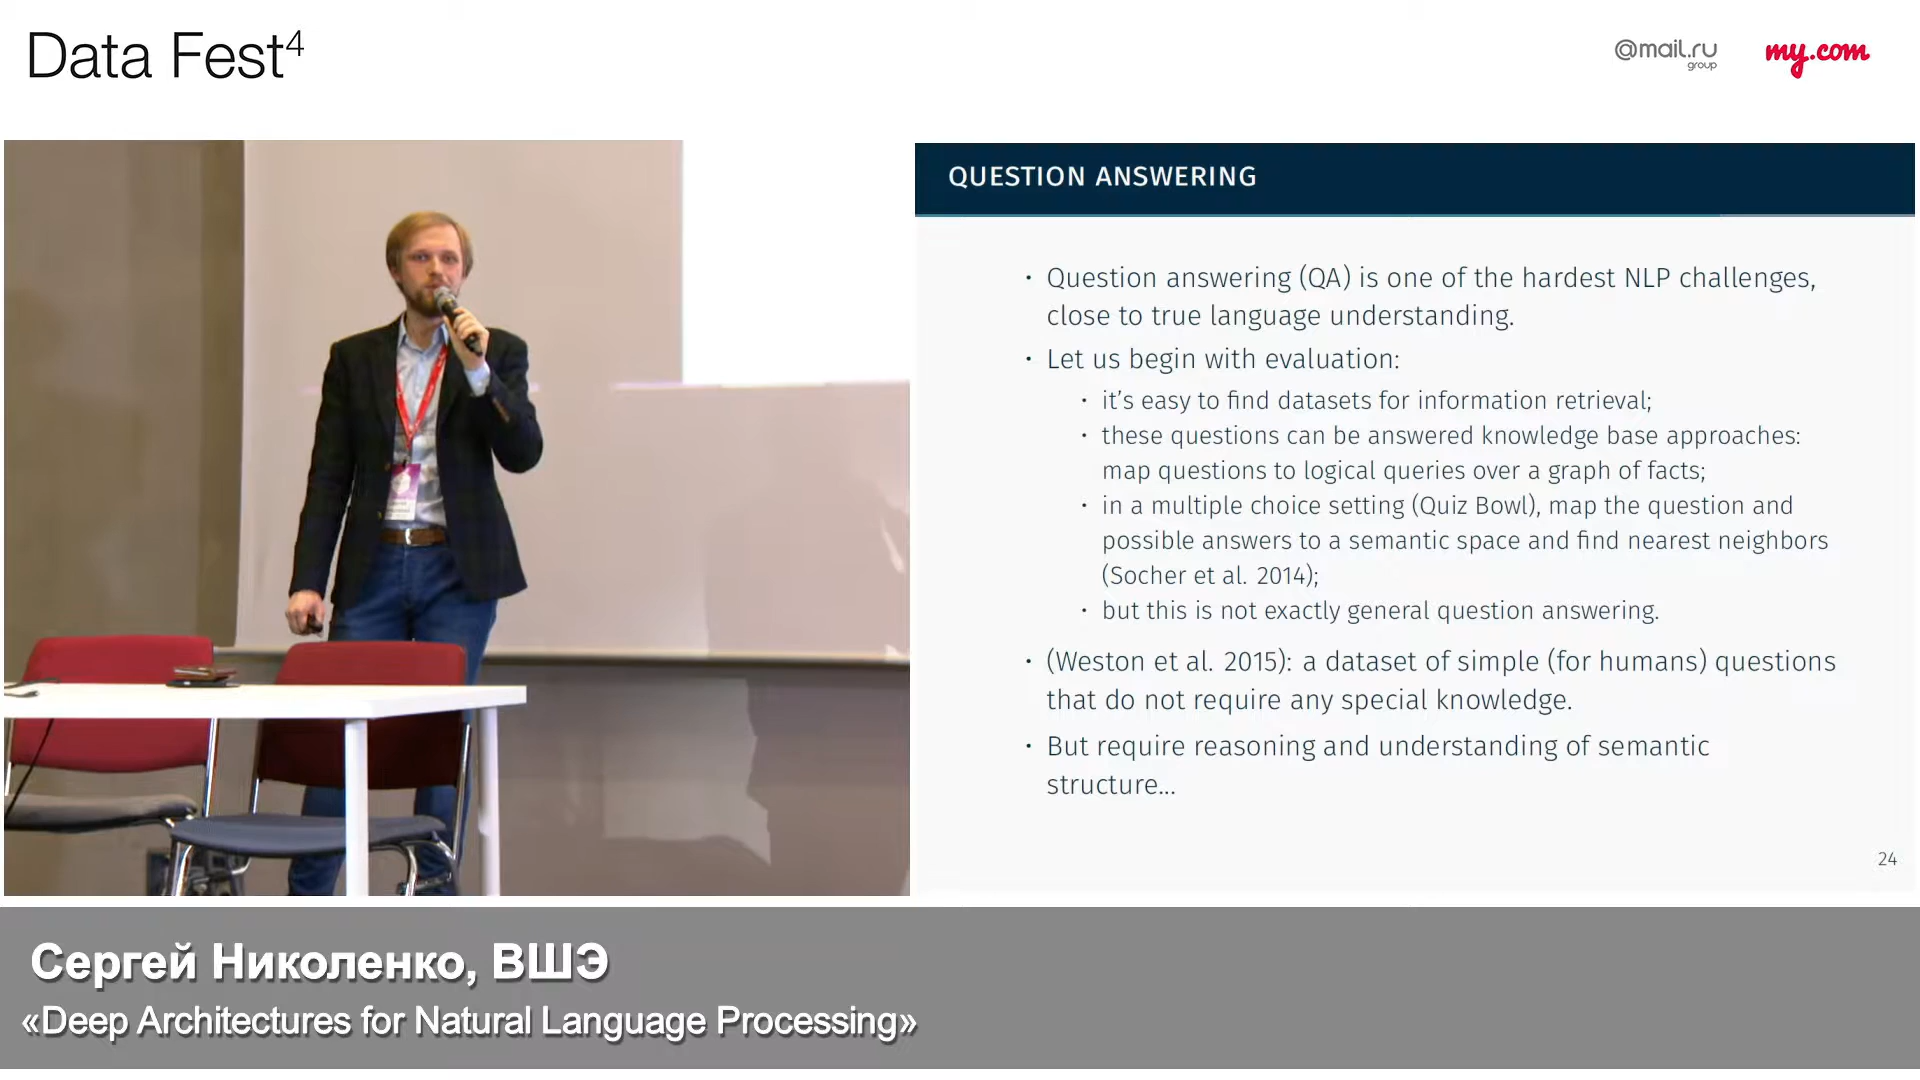 Data Fest⁴
@mail.ru
group
my.com
QUESTION ANSWERING
· Question answering (QA) is one of the hardest NLP challenges,
close to true language understanding.
· Let us begin with evaluation:
· it's easy to find datasets for information retrieval;
· these questions can be answered knowledge base approaches:
map questions to logical queries over a graph of facts;
· in a multiple choice setting (Quiz Bowl), map the question and
possible answers to a semantic space and find nearest neighbors
(Socher et al. 2014);
· but this is not exactly general question answering.
· (Weston et al. 2015): a dataset of simple (for humans) questions
that do not require any special knowledge.
· But require reasoning and understanding of semantic
structure...
24
Сергей Николенко, ВШЭ
«Deep Architectures for Natural Language Processing»